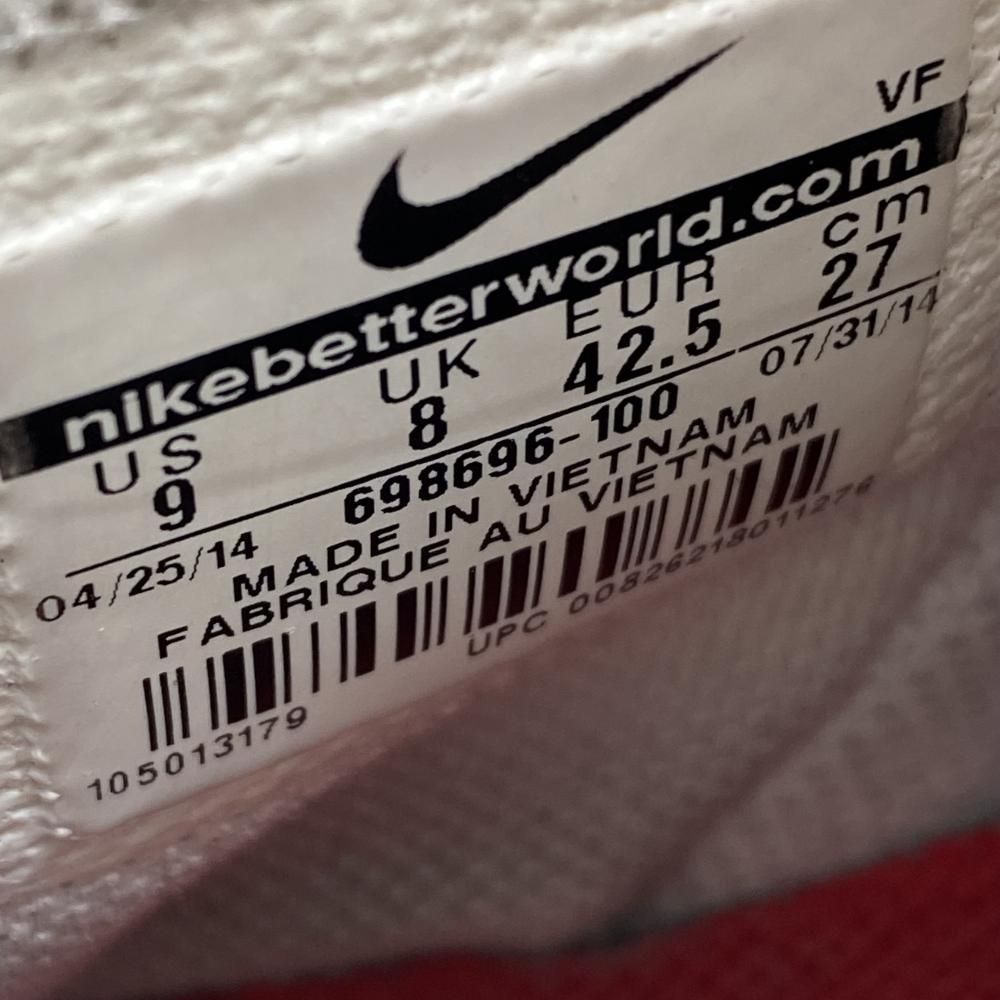 VF
nikebetterworld.com
US UK EUR cm
9 8 42.5 27
04/25/14 698696-100 07/31/14
MADE IN VIETNAM
FABRIQUE AU VIETNAM
UPC 00826218011276
105013179